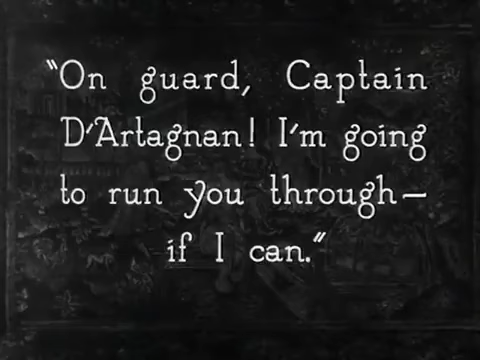 "On guard, Captain
D'Artagnan! I'm going
to run you through—
if I can."